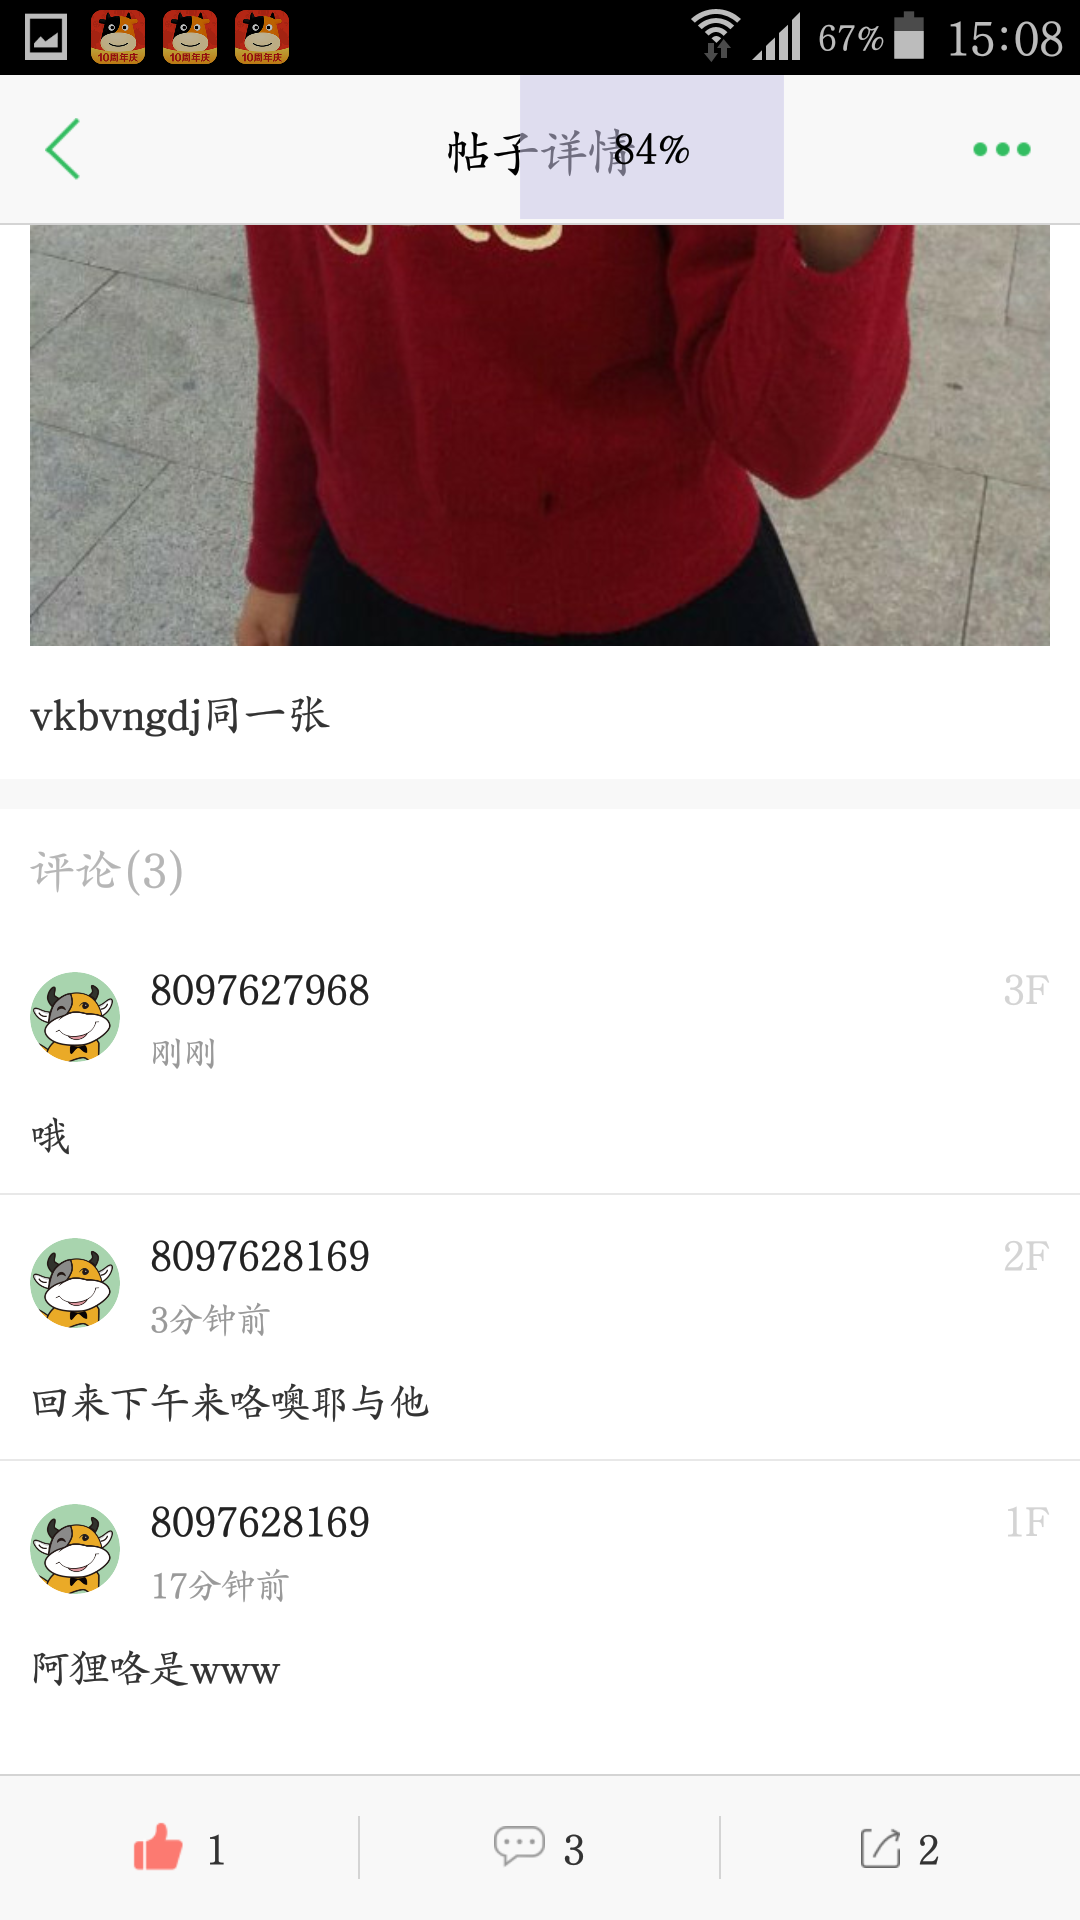 10周年庆 10周年庆 10周年庆 67% 15:08
帖子详情 84%
vkbvngdj同一张
评论(3)
8097627968 3F
刚刚
哦
8097628169 2F
3分钟前
回来下午来咯噢耶与他
8097628169 1F
17分钟前
阿狸咯是www
1 3 2